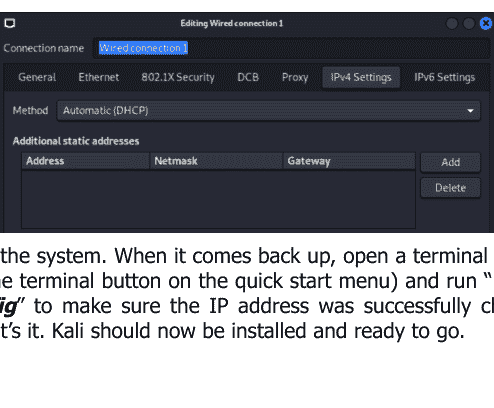 Editing Wired connection 1
Connection name Wired connection 1
General Ethernet 802.1X Security DCB Proxy IPv4 Settings IPv6 Settings
Method Automatic (DHCP)
Additional static addresses
Address Netmask Gateway Add
Delete
the system. When it comes back up, open a terminal
terminal button on the quick start menu) and run “
” to make sure the IP address was successfully
it’s it. Kali should now be installed and ready to go.